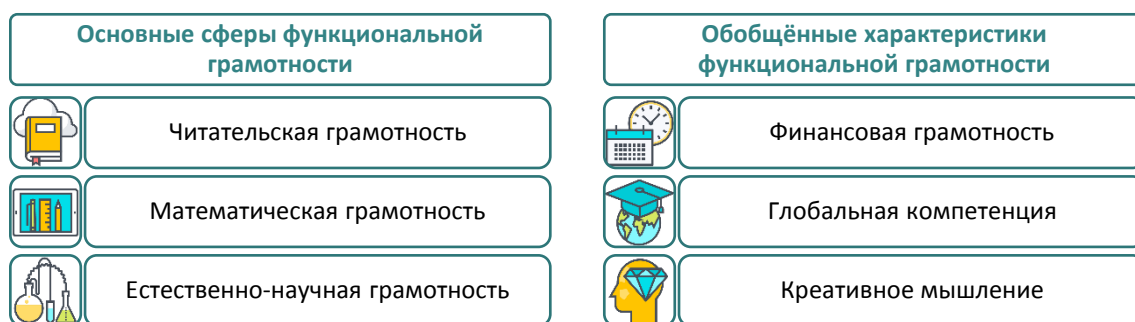 Основные сферы функциональной
грамотности
Читательская грамотность
Математическая грамотность
Естественно-научная грамотность
Обобщённые характеристики
функциональной грамотности
Финансовая грамотность
Глобальная компетенция
Креативное мышление